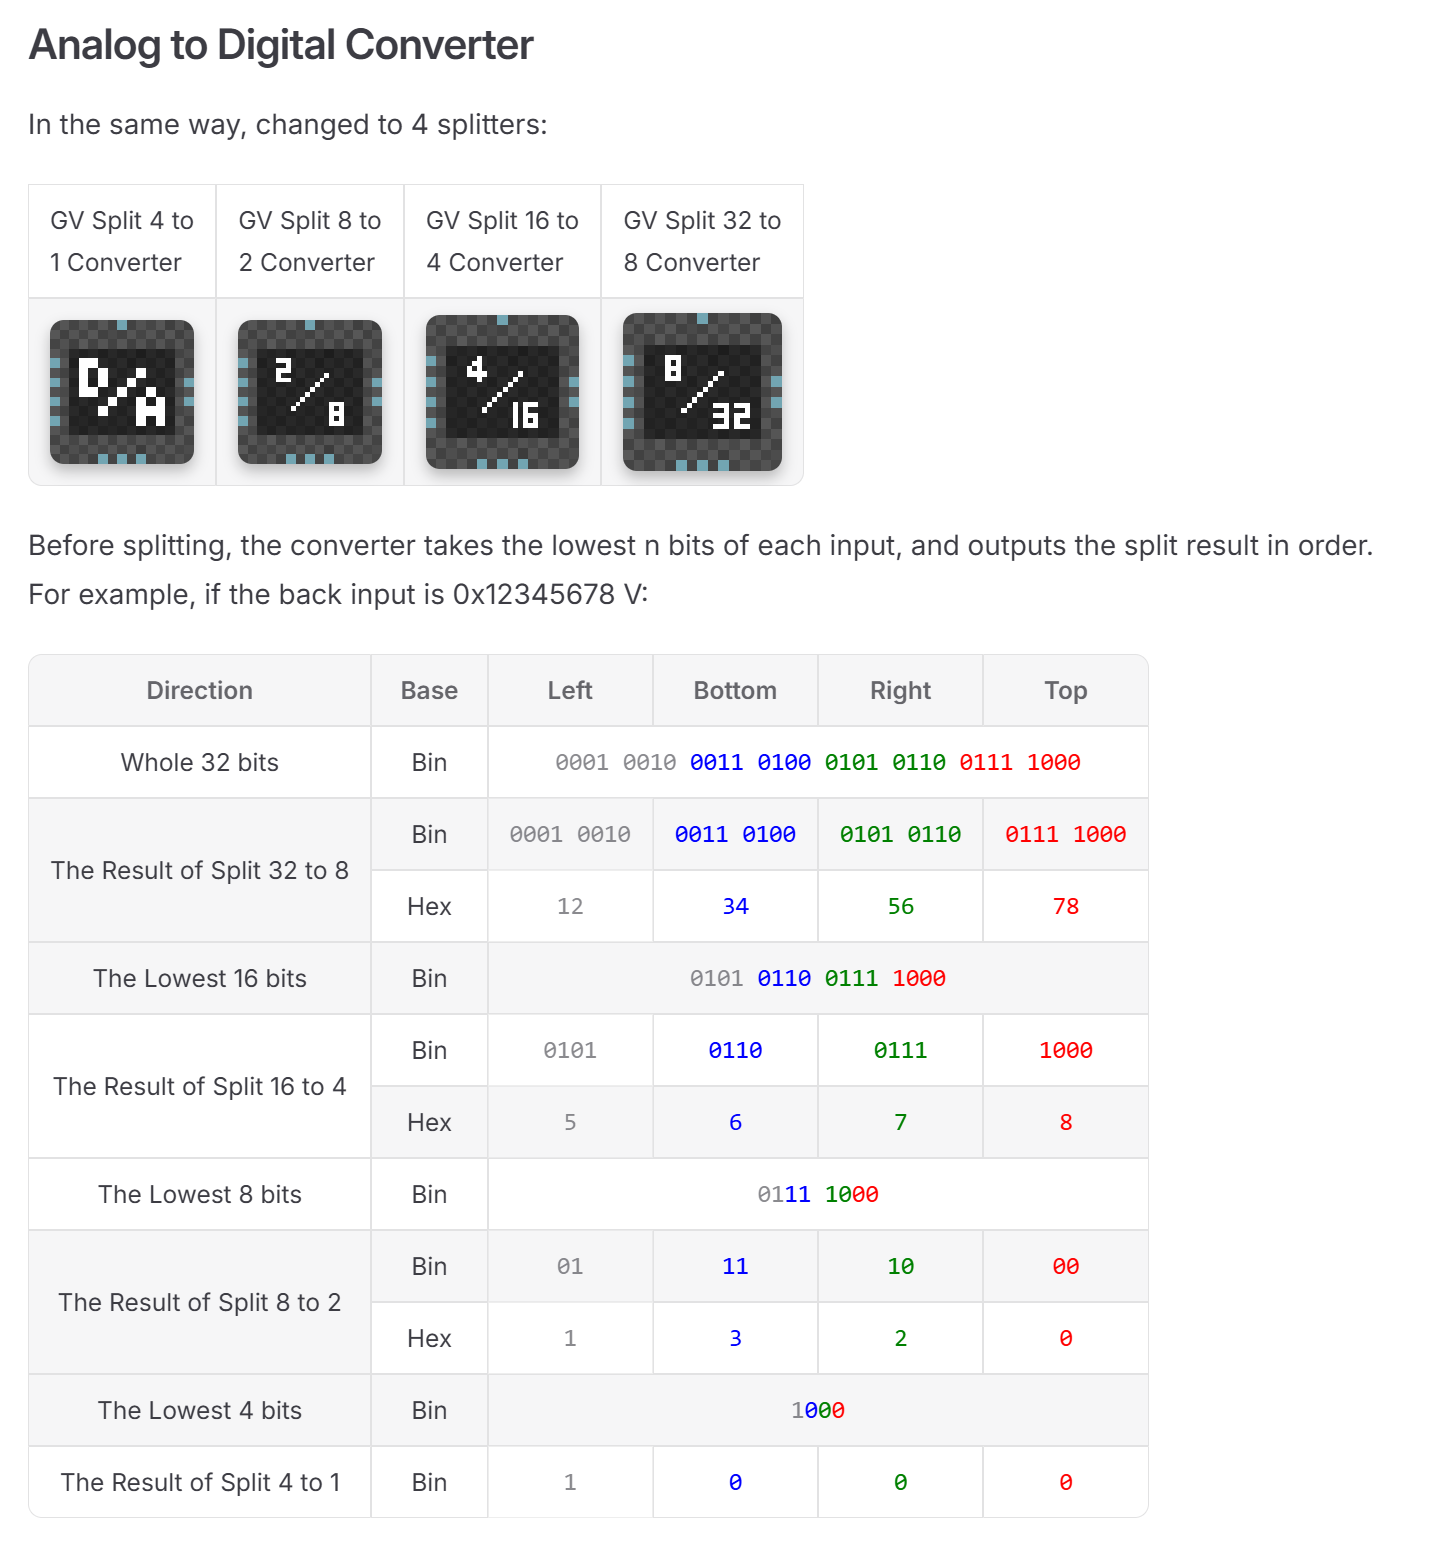 Analog to Digital Converter
In the same way, changed to 4 splitters:
GV Split 4 to
1 Converter
GV Split 8 to
2 Converter
GV Split 16 to
4 Converter
GV Split 32 to
8 Converter
D/A
2/8
4/16
8/32
Before splitting, the converter takes the lowest n bits of each input, and outputs the split result in order.
For example, if the back input is 0x12345678 V:
Direction Base Left Bottom Right Top
Whole 32 bits Bin 0001 0010 0011 0100 0101 0110 0111 1000
The Result of Split 32 to 8
Bin 0001 0010 0011 0100 0101 0110 0111 1000
Hex 12 34 56 78
The Lowest 16 bits Bin 0101 0110 0111 1000
The Result of Split 16 to 4
Bin 0101 0110 0111 1000
Hex 5 6 7 8
The Lowest 8 bits Bin 0111 1000
The Result of Split 8 to 2
Bin 01 11 10 00
Hex 1 3 2 0
The Lowest 4 bits Bin 1000
The Result of Split 4 to 1 Bin 1 0 0 0